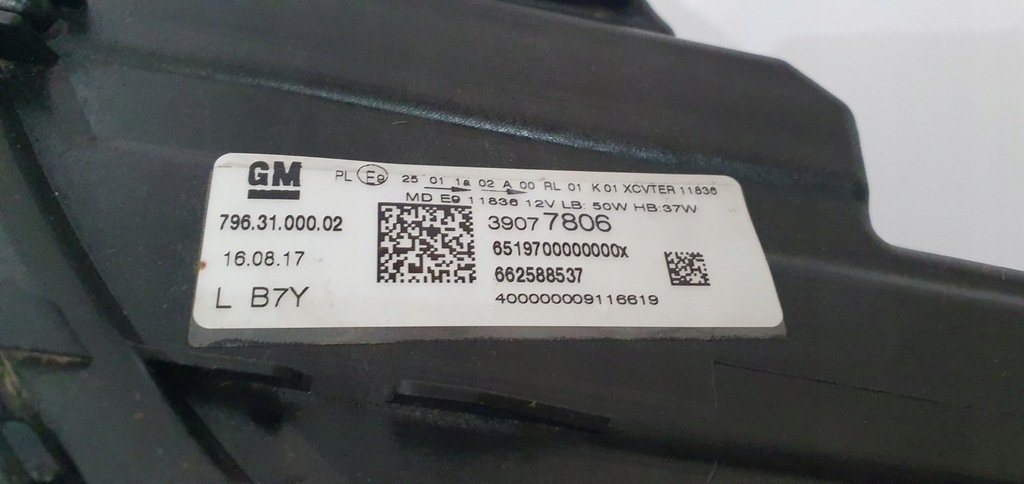 GM
PL E9 25 01 1a 02 A 00 RL 01 K 01 XCVTER 11836
MD E9 11836 12V LB: 50W HB:37W
796.31.000.02
39077806
16.08.17
6519700000000x
662588537
L B7Y
400000009116619